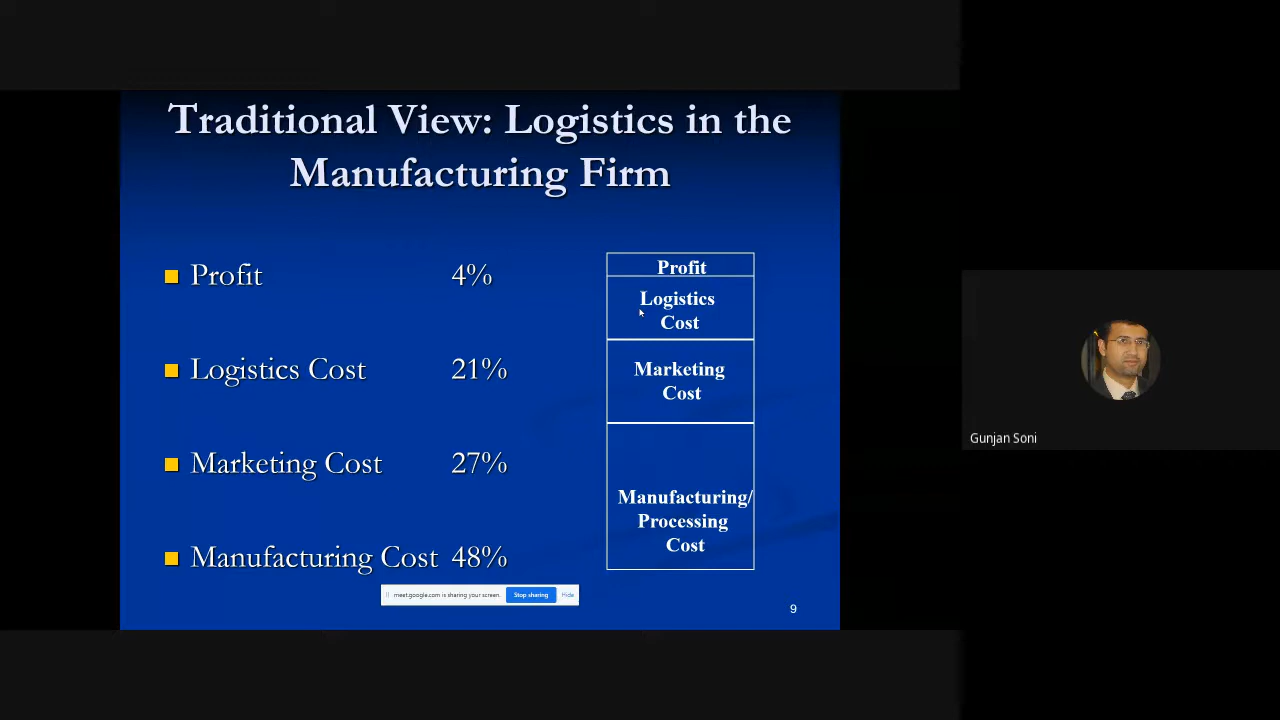 Traditional View: Logistics in the
Manufacturing Firm
Profit 4%
Logistics Cost 21%
Marketing Cost 27%
Manufacturing Cost 48%
Profit
Logistics
Cost
Marketing
Cost
Manufacturing/
Processing
Cost
meet.google.com is sharing your screen. Stop sharing Hide
9
Gunjan Soni